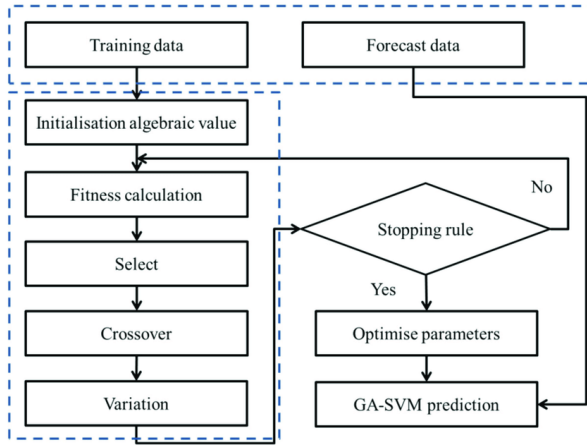 Training data
Forecast data
Initialisation algebraic value
Fitness calculation
No
Stopping rule
Select
Yes
Crossover
Optimise parameters
Variation
GA-SVM prediction